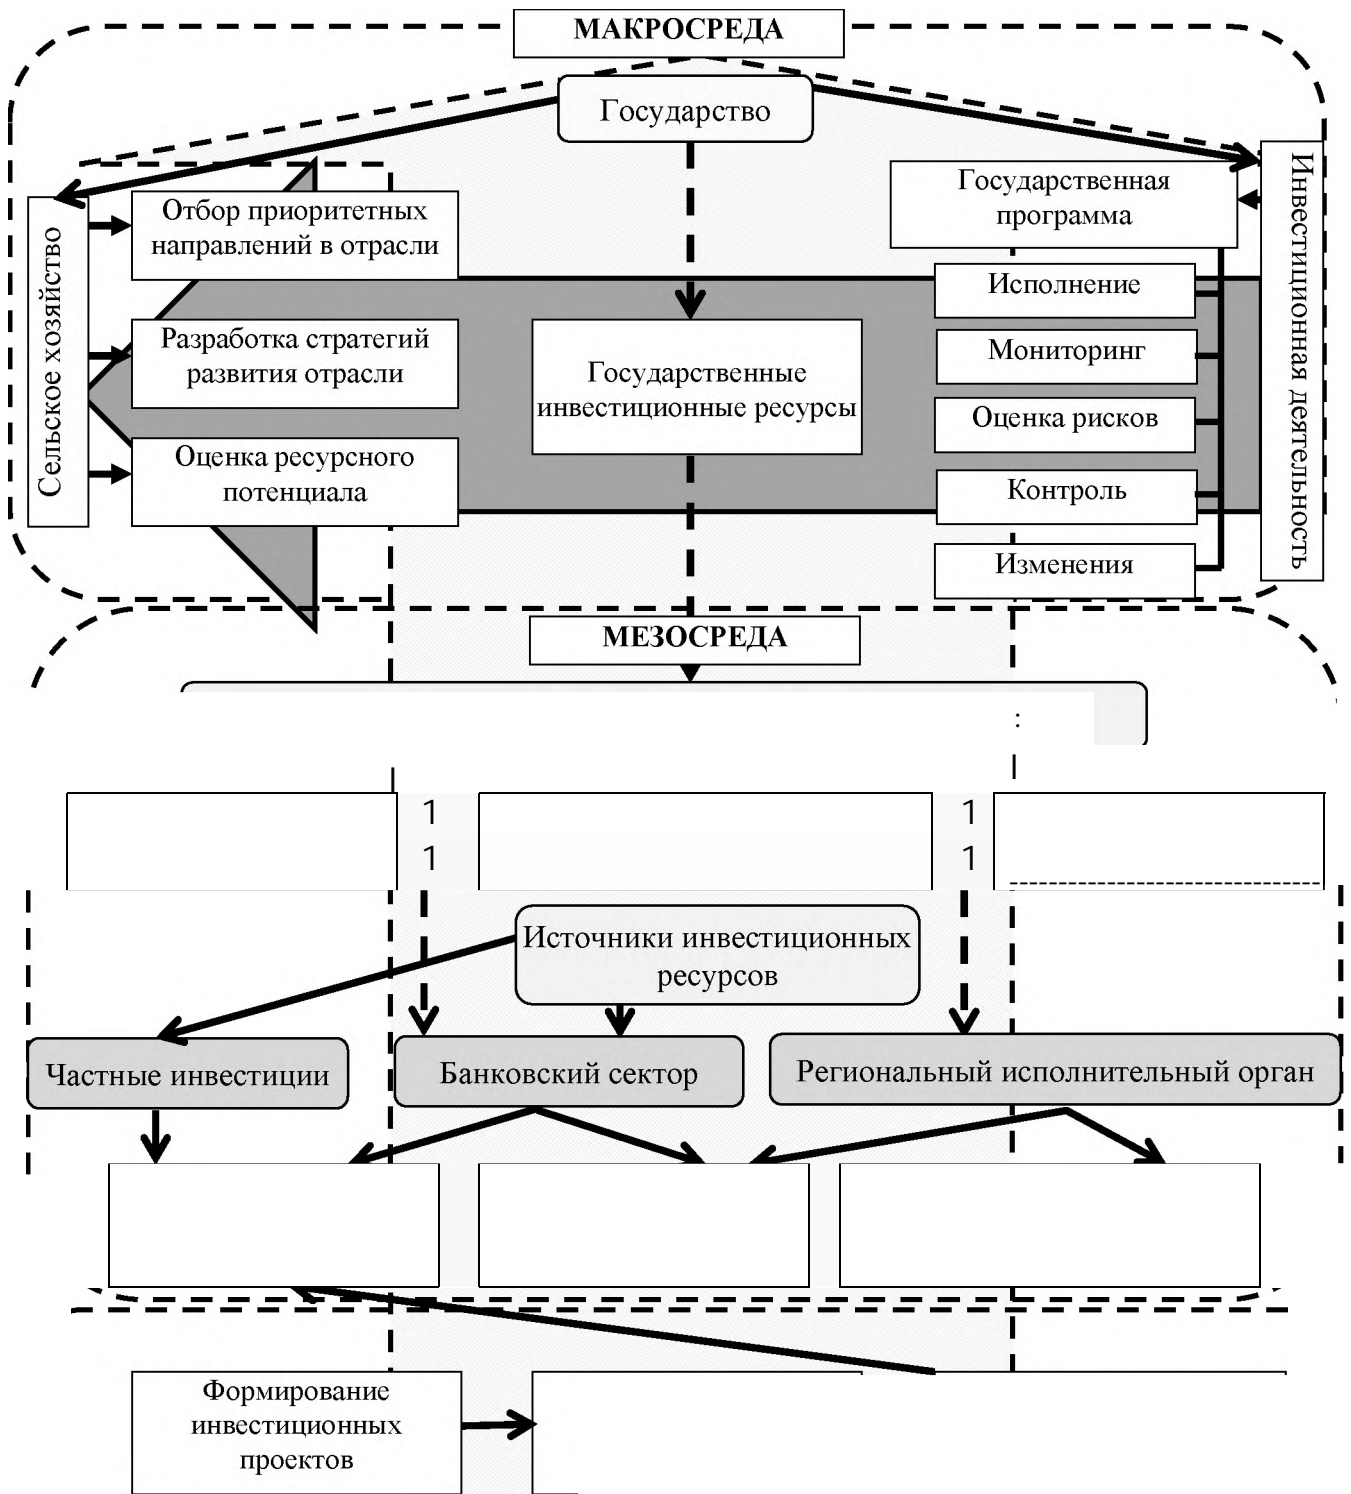 МАКРОСРЕДА
Государство
Сельское хозяйство
Отбор приоритетных
направлений в отрасли
Разработка стратегий
развития отрасли
Оценка ресурсного
потенциала
Государственные
инвестиционные ресурсы
Государственная
программа
Исполнение
Мониторинг
Оценка рисков
Контроль
Изменения
Инвестиционная деятельность
МЕЗОСРЕДА
:
1
1
1
1
Источники инвестиционных
ресурсов
Частные инвестиции
Банковский сектор
Региональный исполнительный орган
Формирование
инвестиционных
проектов